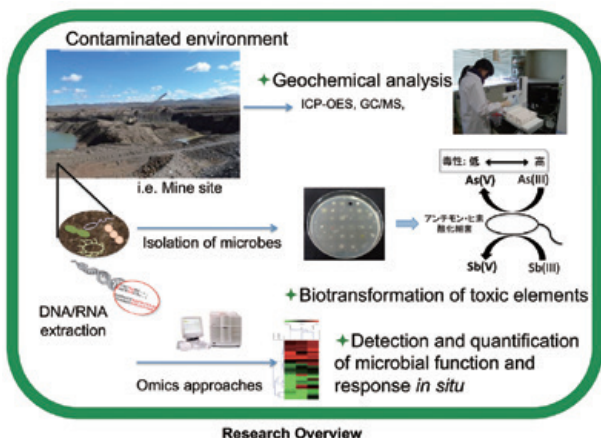 Contaminated environment
✦Geochemical analysis
ICP-OES, GC/MS,
i.e. Mine site
毒性: 低 ⟷ 高
As(V) As(III)
アンチモン・ヒ素
酸化細菌
Isolation of microbes
Sb(V) Sb(III)
✦Biotransformation of toxic elements
DNA/RNA
extraction
✦Detection and quantification
of microbial function and
response in situ
Omics approaches
Research Overview